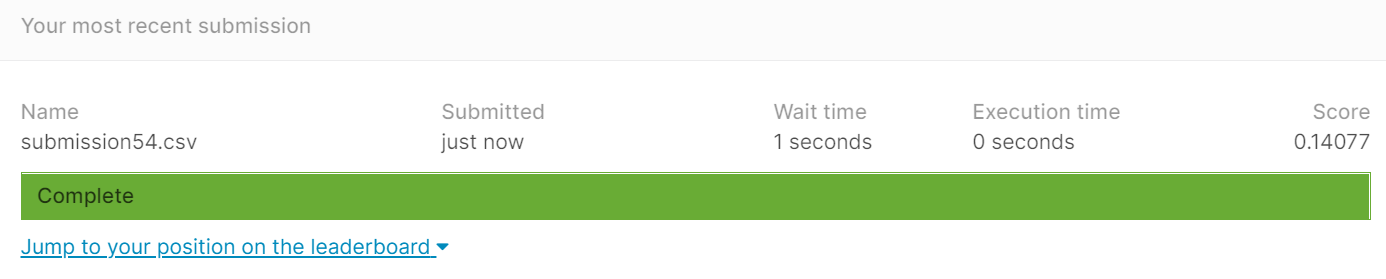 Your most recent submission
Name Submitted Wait time Execution time Score
submission54.csv just now 1 seconds 0 seconds 0.14077
Complete
Jump to your position on the leaderboard